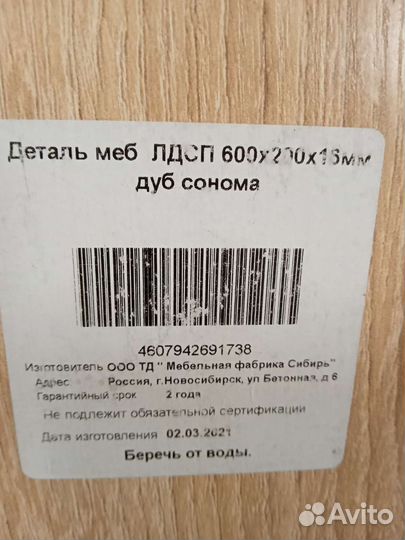 Деталь меб ЛДСП 600х200х16мм
дуб сонома
4607942691738
Изготовитель ООО ТД " Мебельная фабрика Сибирь"
Адрес Россия, г.Новосибирск, ул Бетонная, д 6
Гарантийный срок 2 года
Не подлежит обязательной сертификации
Дата изготовления 02.03.2021
Беречь от воды.
Avito